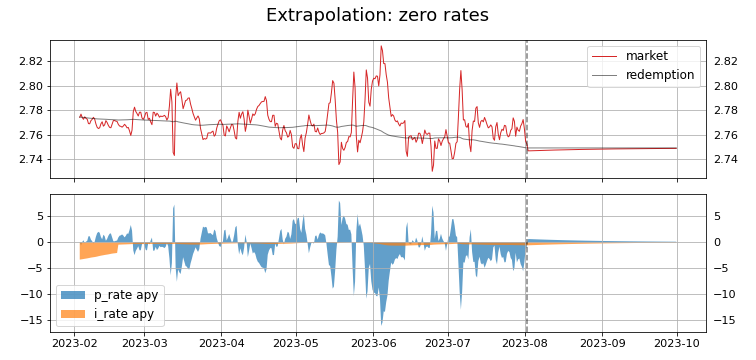 Extrapolation: zero rates
2.82 2.82
2.80 2.80
2.78 2.78
2.76 2.76
2.74 2.74
market
redemption
5 5
0 0
−5 −5
−10 −10
−15 −15
p_rate apy
i_rate apy
2023-02 2023-03 2023-04 2023-05 2023-06 2023-07 2023-08 2023-09 2023-10